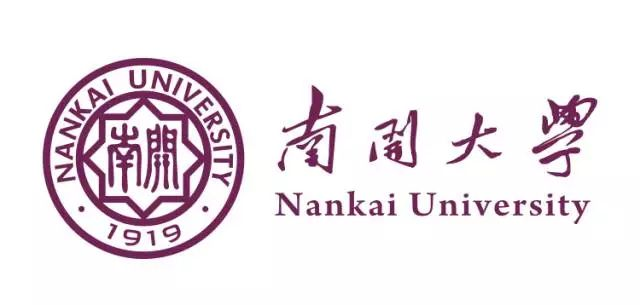 NANKAI UNIVERSITY
南開
· 1919 ·
南開大學
Nankai University